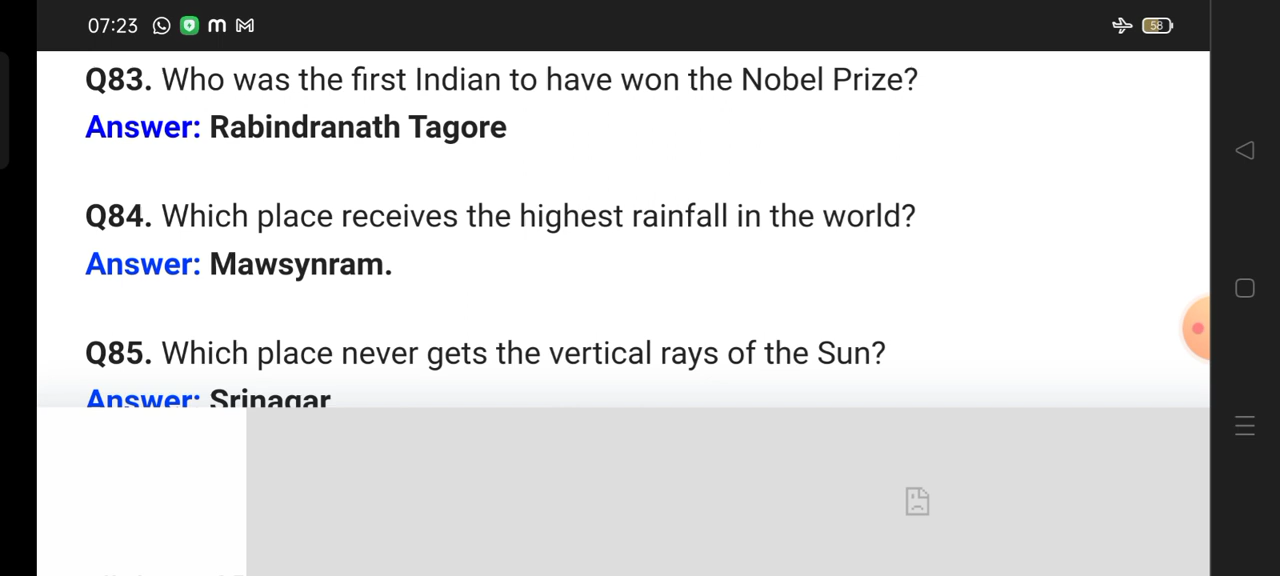 07:23
58
Q83. Who was the first Indian to have won the Nobel Prize?
Answer: Rabindranath Tagore
Q84. Which place receives the highest rainfall in the world?
Answer: Mawsynram.
Q85. Which place never gets the vertical rays of the Sun?
Answer: Srinagar